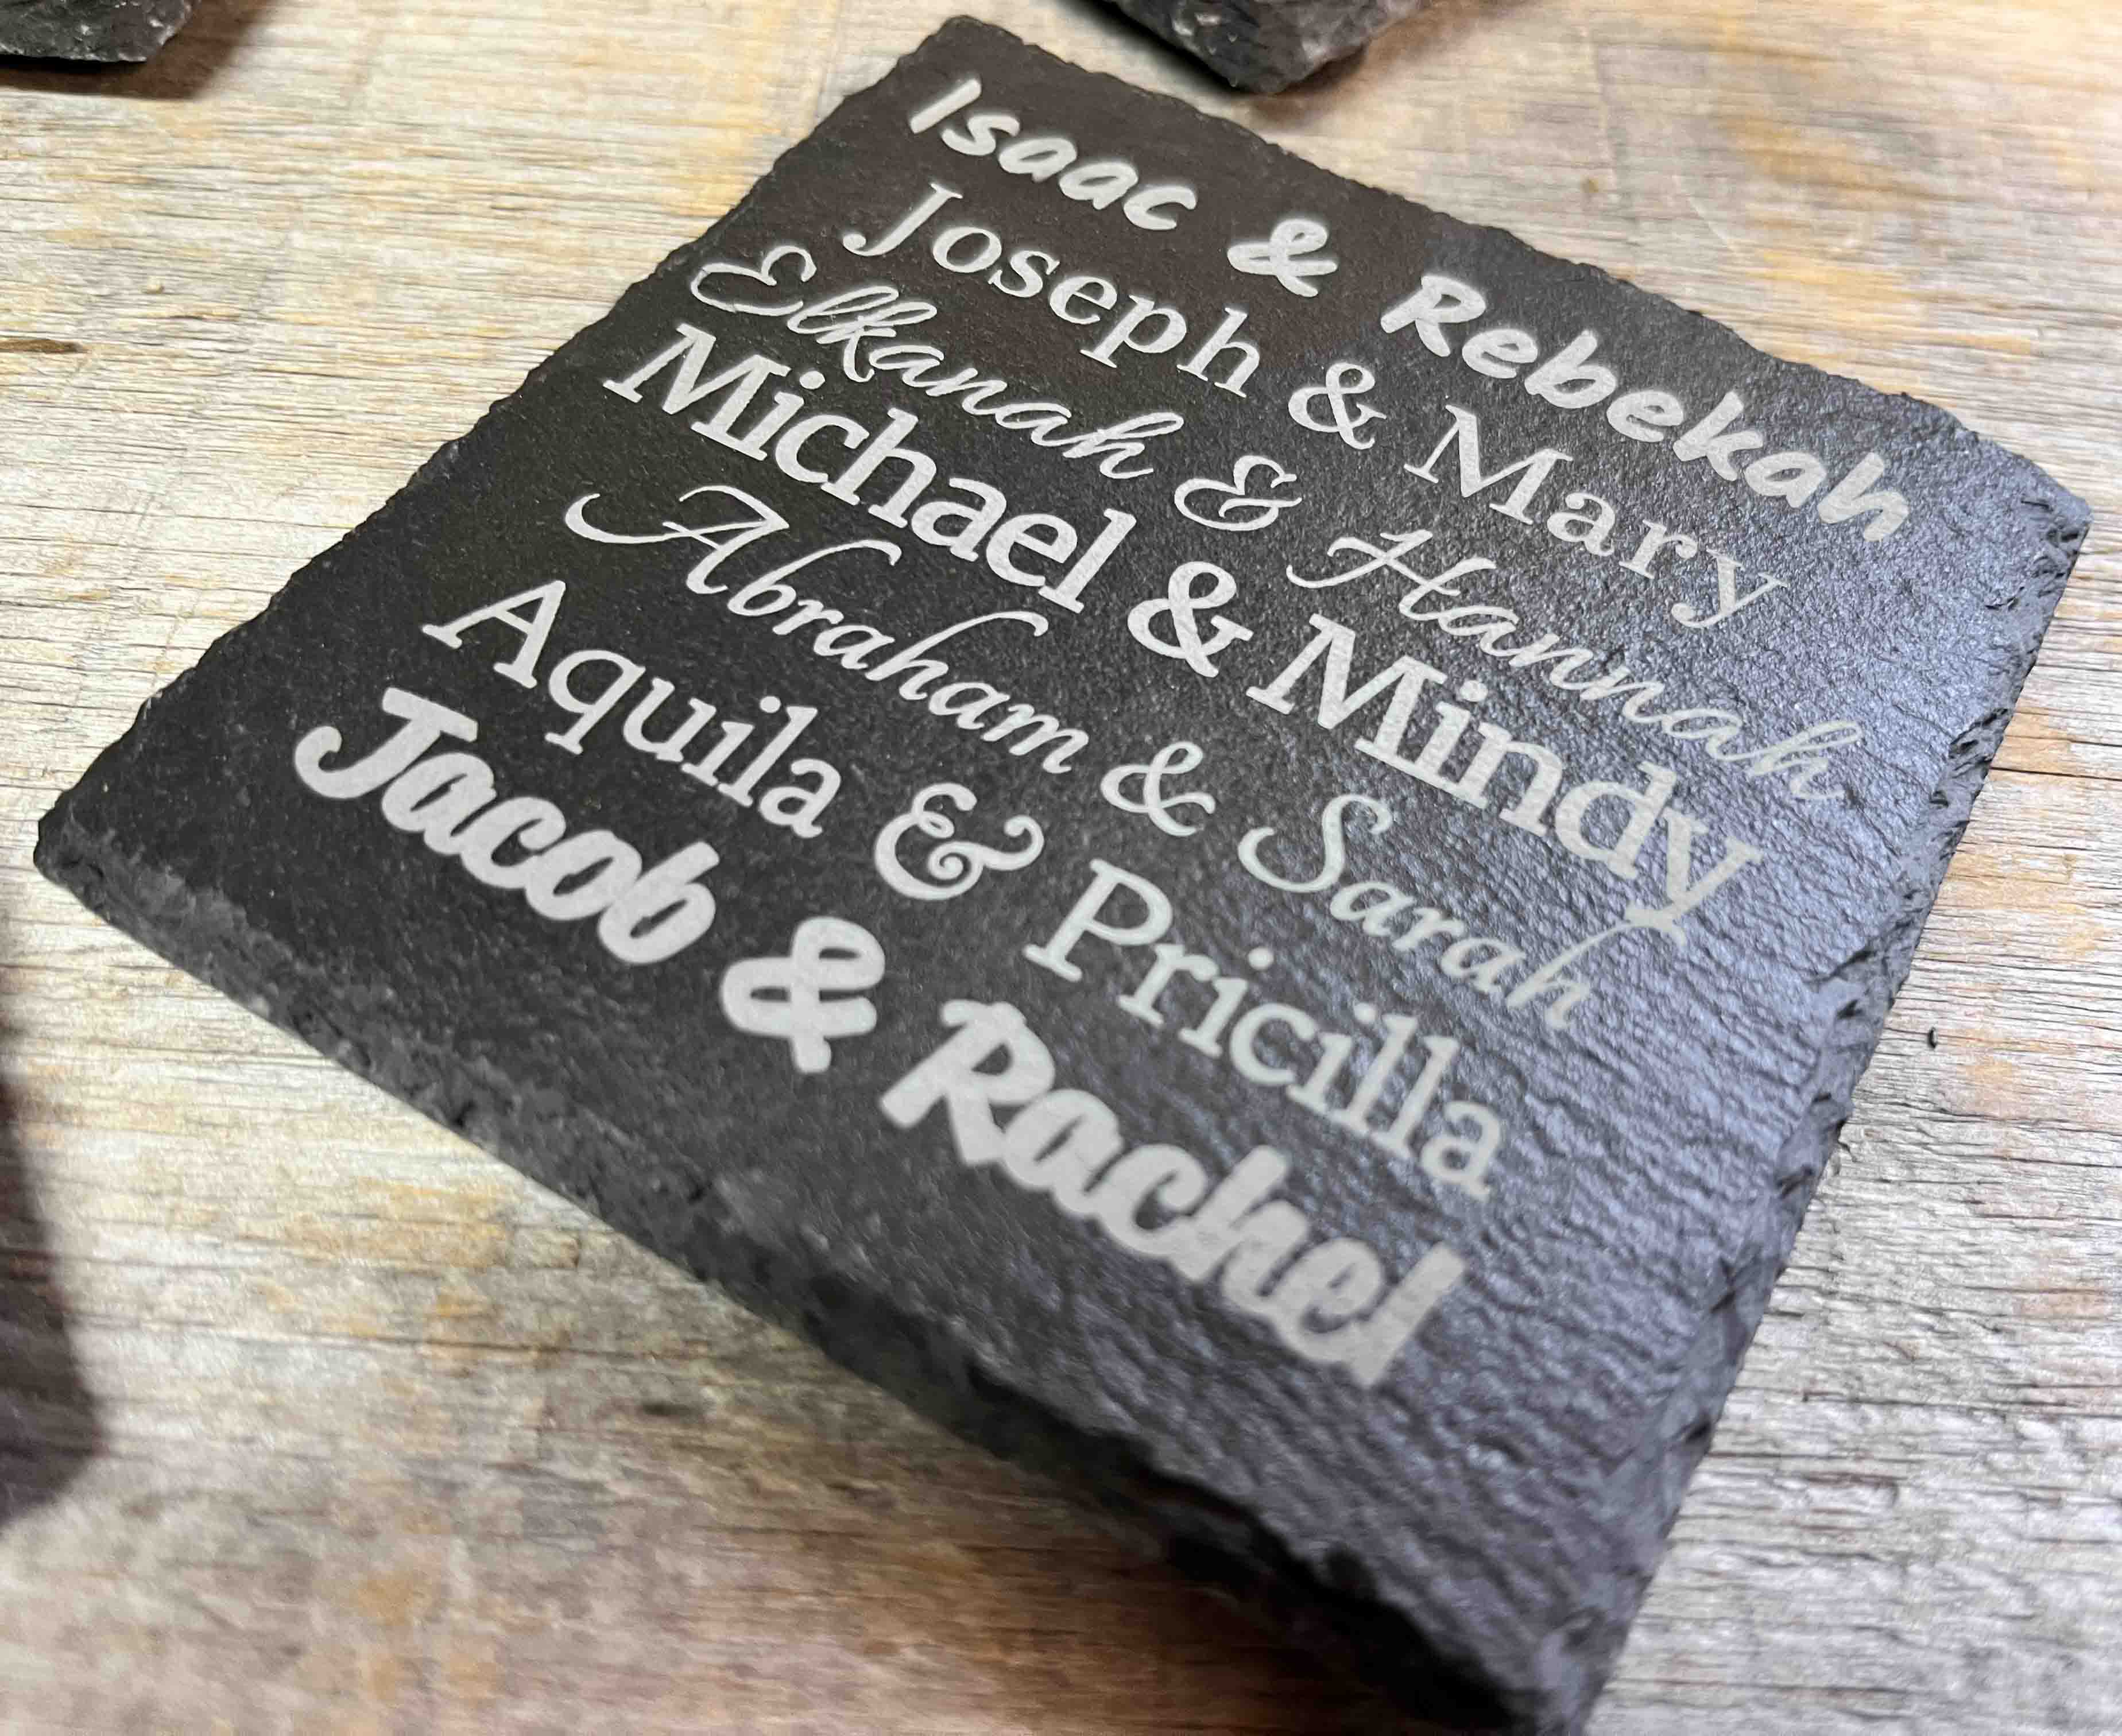 Isaac & Rebekah
Joseph & Mary
Elkanah & Hannah
Michael & Mindy
Abraham & Sarah
Aquila & Pricilla
Jacob & Rachel